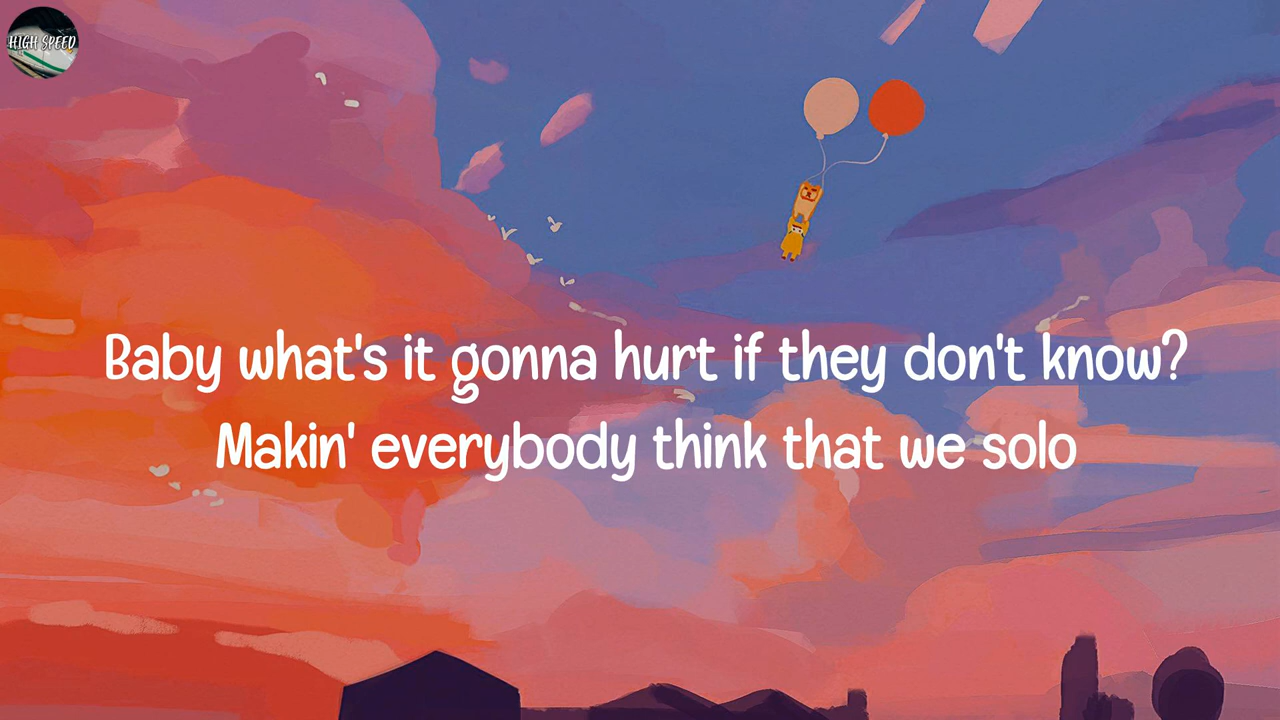 HIGH SPEED
Baby what's it gonna hurt if they don't know?
Makin' everybody think that we solo